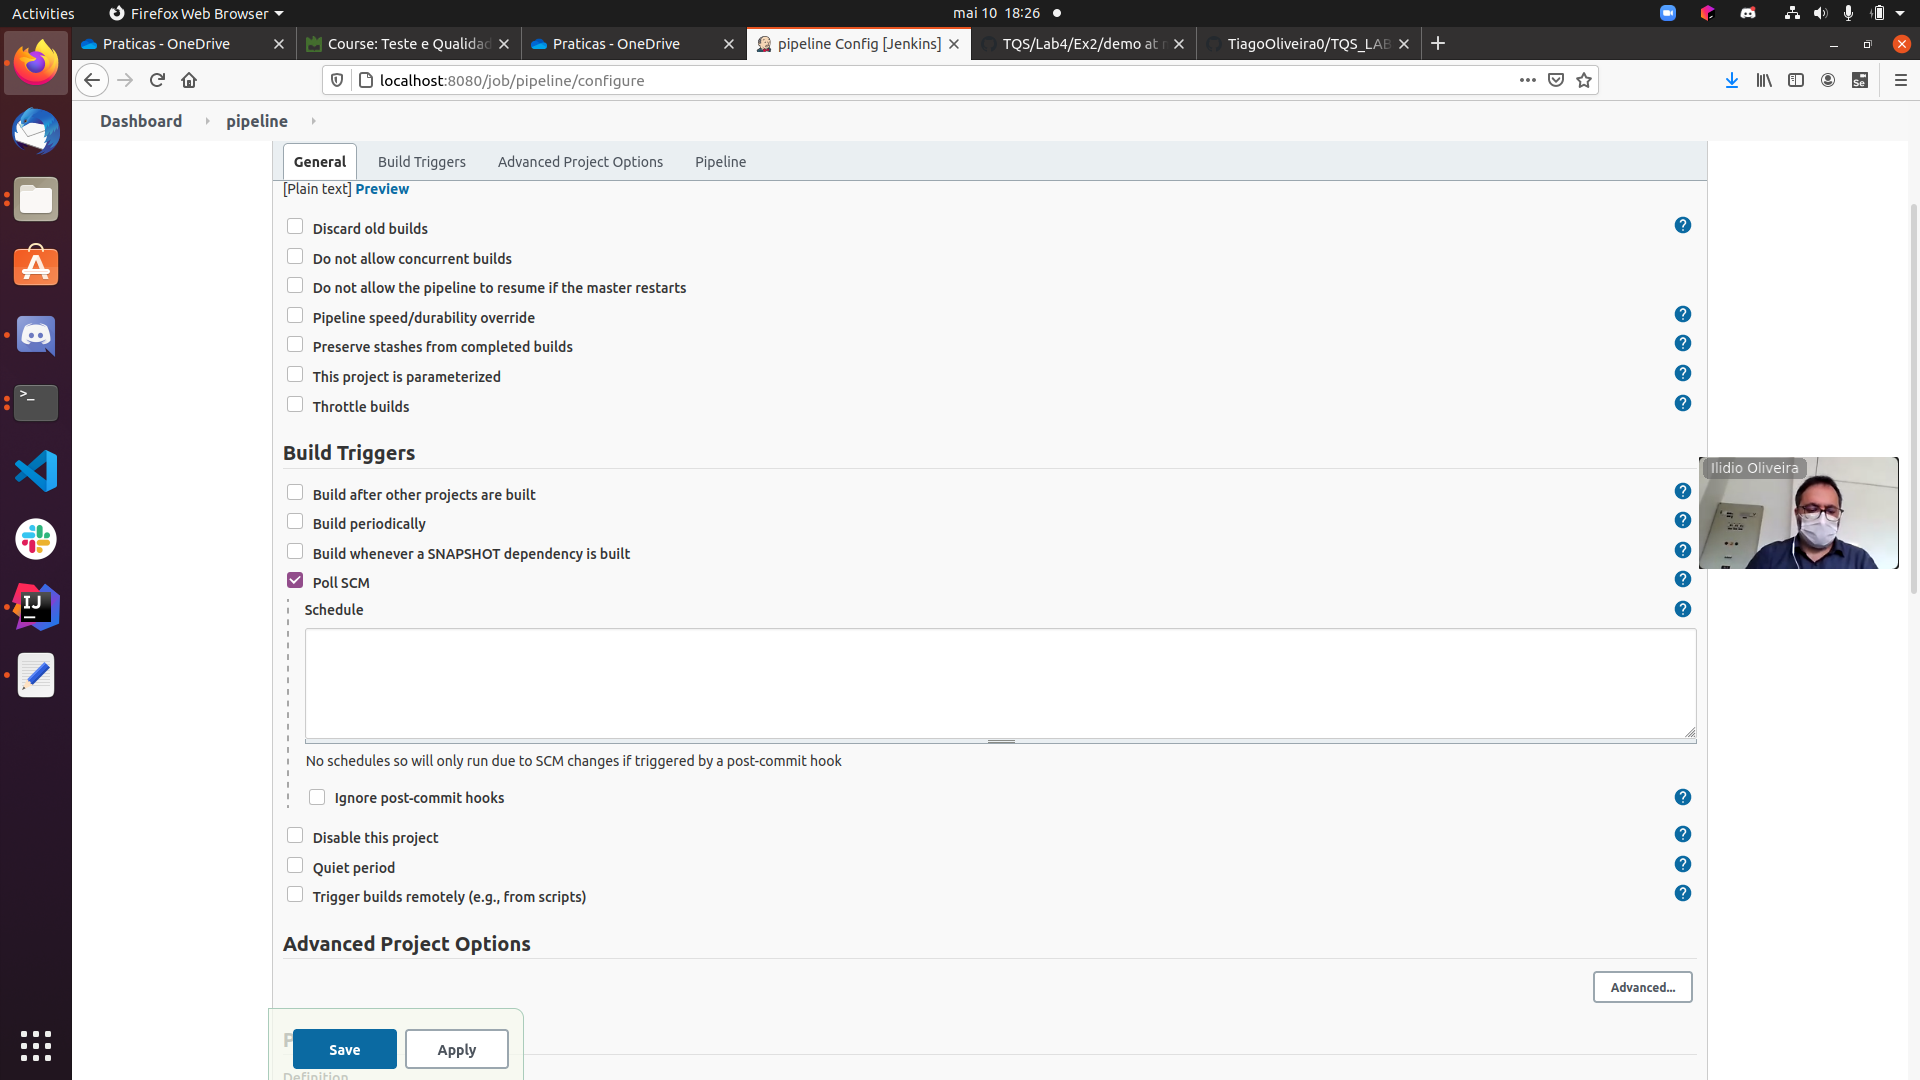 Activities
Firefox Web Browser
mai 10 18:26
Praticas - OneDrive
Course: Teste e Qualidad
Praticas - OneDrive
pipeline Config [Jenkins]
TQS/Lab4/Ex2/demo at
TiagoOliveira0/TQS_LAB
localhost:8080/job/pipeline/configure
Dashboard
pipeline
General
Build Triggers
Advanced Project Options
Pipeline
[Plain text] Preview
Discard old builds
Do not allow concurrent builds
Do not allow the pipeline to resume if the master restarts
Pipeline speed/durability override
Preserve stashes from completed builds
This project is parameterized
Throttle builds
Build Triggers
Build after other projects are built
Build periodically
Build whenever a SNAPSHOT dependency is built
Ilidio Oliveira
Poll SCM
Schedule
No schedules so will only run due to SCM changes if triggered by a post-commit hook
Ignore post-commit hooks
Disable this project
Quiet period
Trigger builds remotely (e.g., from scripts)
Advanced Project Options
Advanced...
Save
Apply
Definition